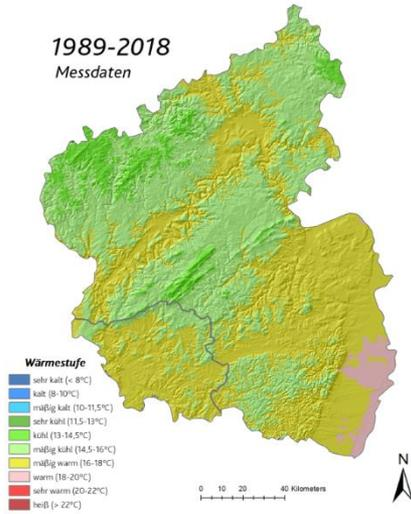 1989-2018
Messdaten
Wärmestufe
sehr kalt (< 8°C)
kalt (8-10°C)
mäßig kalt (10-11,5°C)
sehr kühl (11,5-13°C)
kühl (13-14,5°C)
mäßig kühl (14,5-16°C)
mäßig warm (16-18°C)
warm (18-20°C)
sehr warm (20-22°C)
heiß (> 22°C)
0 10 20 40 Kilometers
N